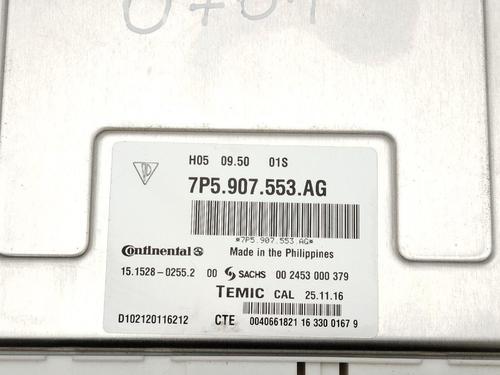 H05 09.50 01S
7P5.907.553.AG
*7P5.907.553.AG*
Continental
Made in the Philippines
15.1528-0255.2 00 SACHS 00 2453 000 379
TEMIC CAL 25.11.16
D102120116212 CTE 0040661821 16 330 0167 9